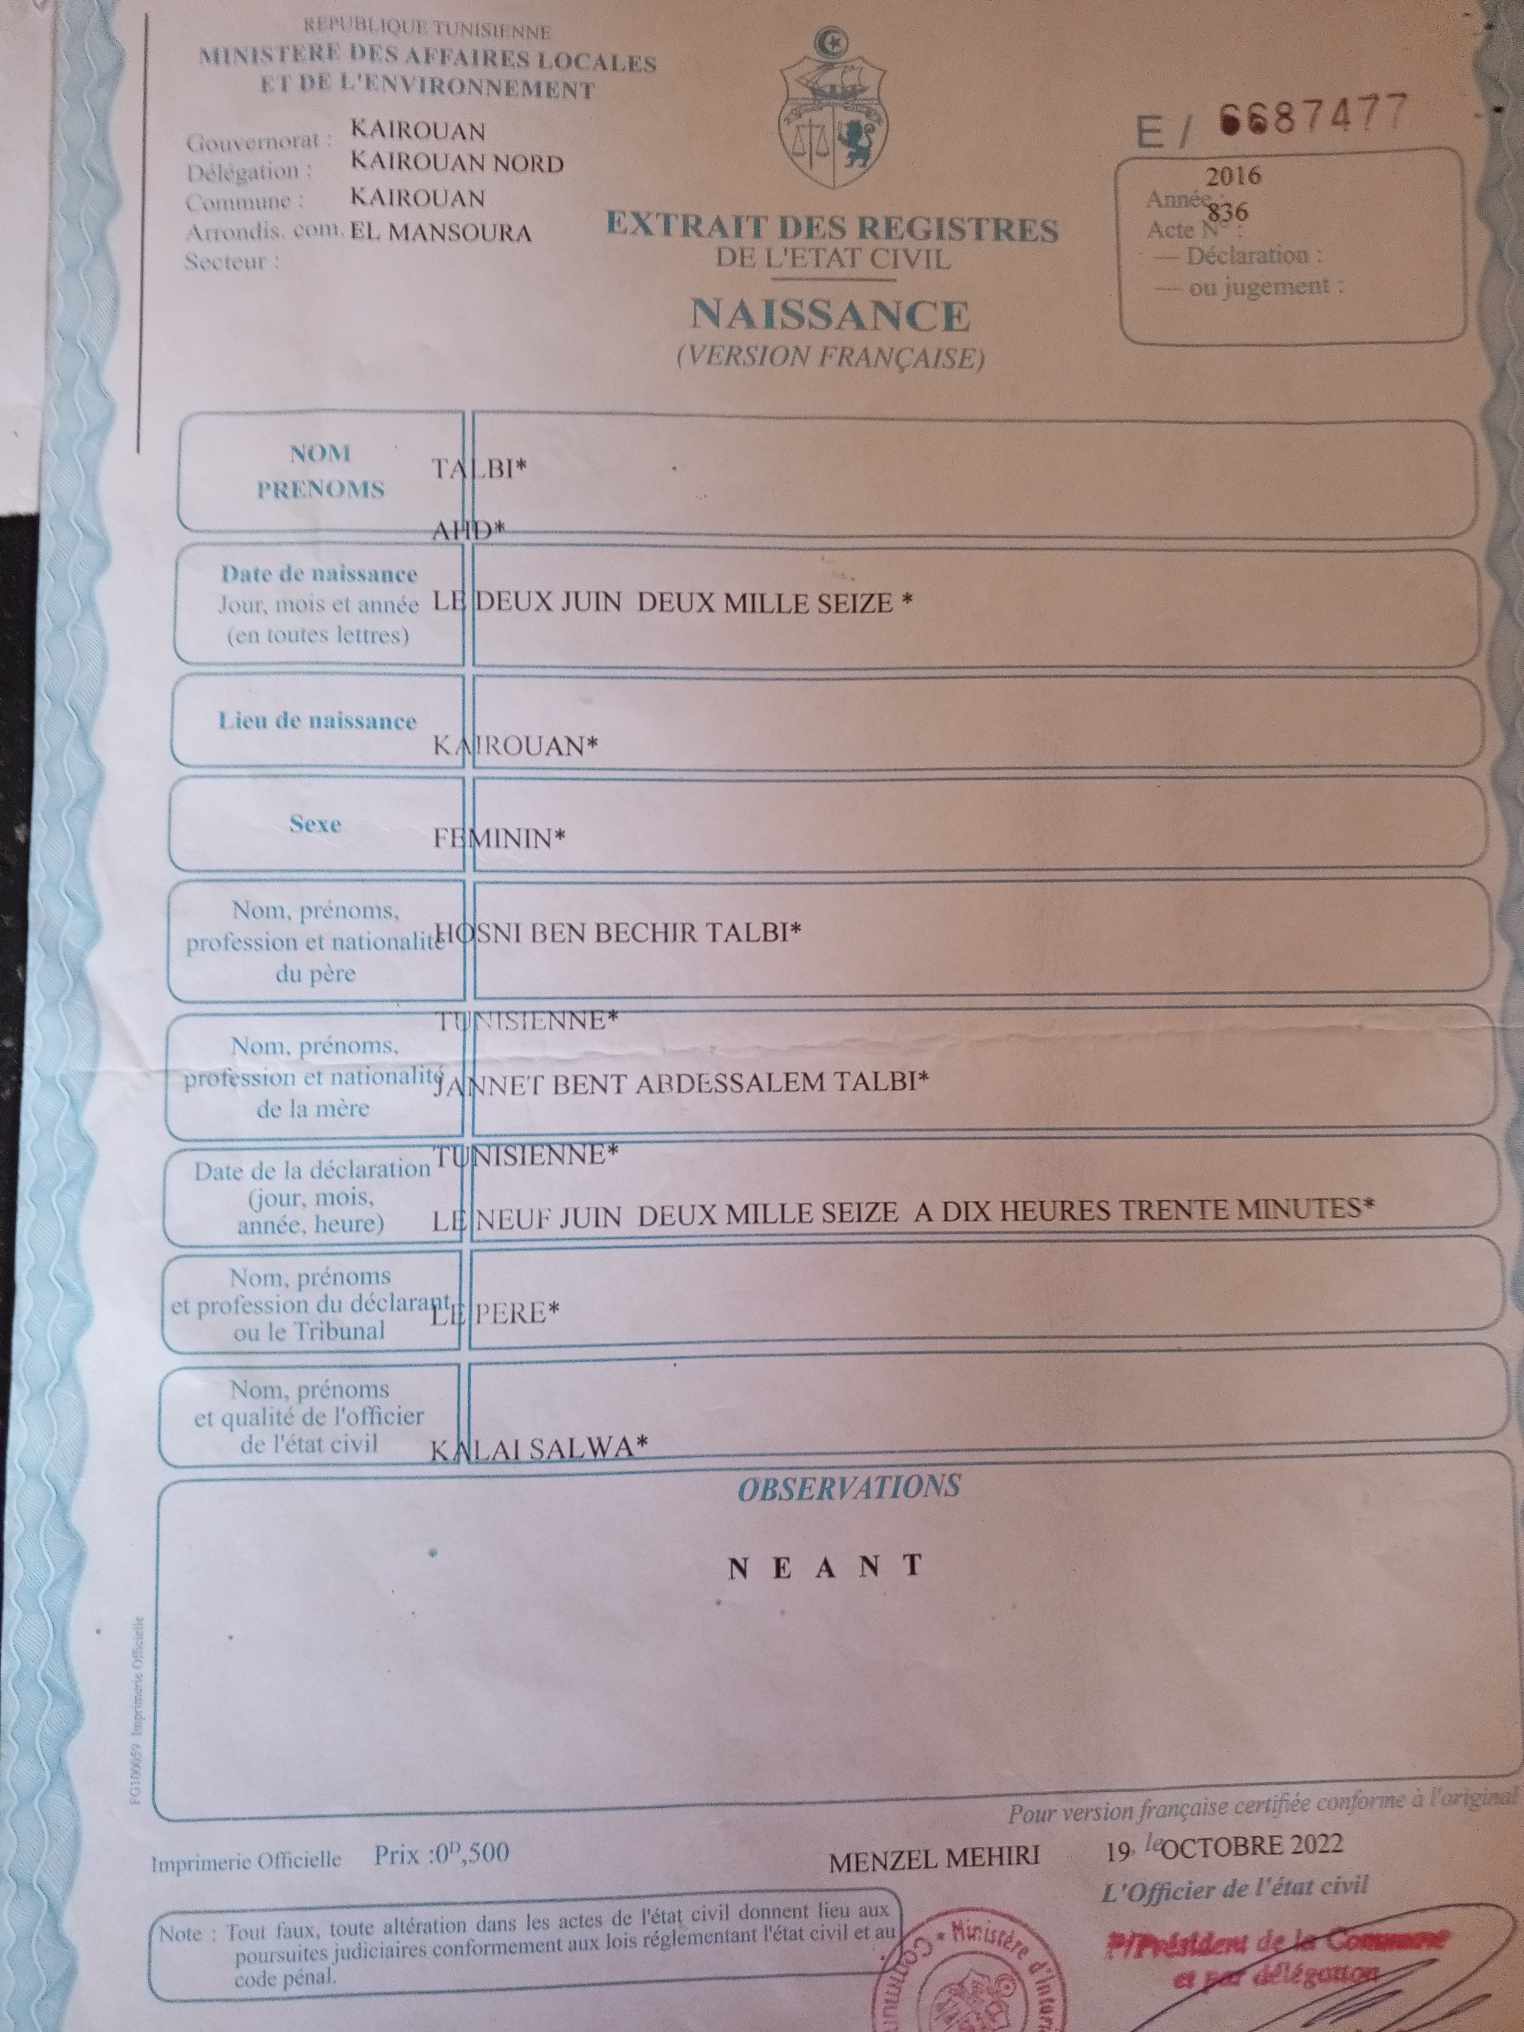 REPUBLIQUE TUNISIENNE
MINISTERE DES AFFAIRES LOCALES
ET DE L'ENVIRONNEMENT
Gouvernorat : KAIROUAN
Délégation : KAIROUAN NORD
Commune : KAIROUAN
Arrondis. com. EL MANSOURA
Secteur :
EXTRAIT DES REGISTRES
DE L'ETAT CIVIL
NAISSANCE
(VERSION FRANÇAISE)
E / 6687477
Année : 2016
Acte N° : 836
— Déclaration :
— ou jugement :
NOM
PRENOMS
TALBI*
AHD*
Date de naissance
Jour, mois et année
(en toutes lettres)
LE DEUX JUIN DEUX MILLE SEIZE *
Lieu de naissance
KAIROUAN*
Sexe
FEMININ*
Nom, prénoms,
profession et nationalité
du père
HOSNI BEN BECHIR TALBI*
TUNISIENNE*
Nom, prénoms,
profession et nationalité
de la mère
JANNET BENT ABDESSALEM TALBI*
TUNISIENNE*
Date de la déclaration
(jour, mois,
année, heure)
LE NEUF JUIN DEUX MILLE SEIZE A DIX HEURES TRENTE MINUTES*
Nom, prénoms
et profession du déclarant
ou le Tribunal
LE PERE*
Nom, prénoms
et qualité de l'officier
de l'état civil
KALAI SALWA*
OBSERVATIONS
N E A N T
FG100059 Imprimerie Officielle
Pour version française certifiée conforme à l'original
Imprimerie Officielle Prix :0D,500
MENZEL MEHIRI 19, le OCTOBRE 2022
L'Officier de l'état civil
P/Président de la Commune
et par délégation
Note : Tout faux, toute altération dans les actes de l'état civil donnent lieu aux
poursuites judiciaires conformement aux lois réglementant l'état civil et au
code pénal.
Ministère d'Intéri